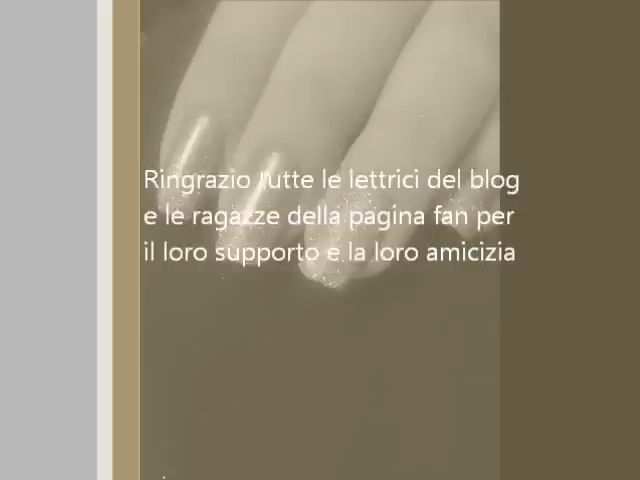 Ringrazio tutte le lettrici del blog
e le ragazze della pagina fan per
il loro supporto e la loro amicizia